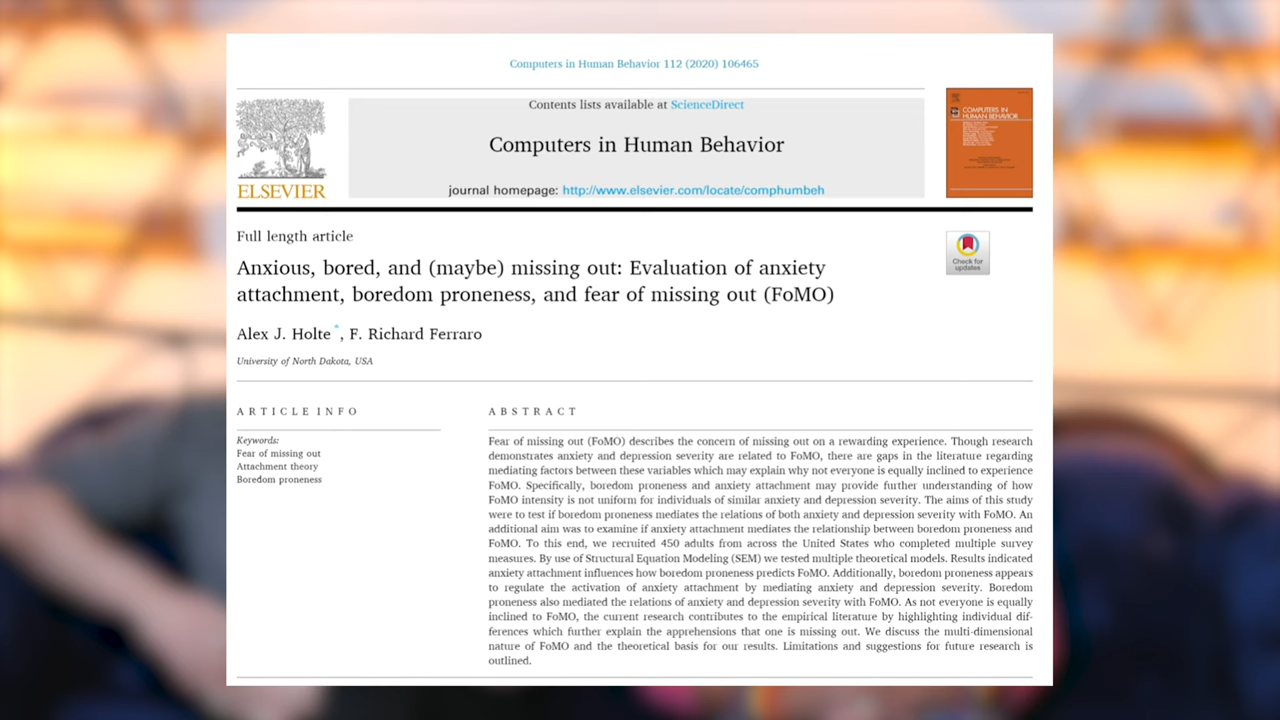 Computers in Human Behavior 112 (2020) 106465
Contents lists available at ScienceDirect
Computers in Human Behavior
journal homepage: http://www.elsevier.com/locate/comphumbeh
ELSEVIER
COMPUTERS IN
HUMAN BEHAVIOR
Full length article
Check for
updates
Anxious, bored, and (maybe) missing out: Evaluation of anxiety
attachment, boredom proneness, and fear of missing out (FoMO)
Alex J. Holte *, F. Richard Ferraro
University of North Dakota, USA
ARTICLE INFO
Keywords:
Fear of missing out
Attachment theory
Boredom proneness
ABSTRACT
Fear of missing out (FoMO) describes the concern of missing out on a rewarding experience. Though research
demonstrates anxiety and depression severity are related to FoMO, there are gaps in the literature regarding
mediating factors between these variables which may explain why not everyone is equally inclined to experience
FoMO. Specifically, boredom proneness and anxiety attachment may provide further understanding of how
FoMO intensity is not uniform for individuals of similar anxiety and depression severity. The aims of this study
were to test if boredom proneness mediates the relations of both anxiety and depression severity with FoMO. An
additional aim was to examine if anxiety attachment mediates the relationship between boredom proneness and
FoMO. To this end, we recruited 450 adults from across the United States who completed multiple survey
measures. By use of Structural Equation Modeling (SEM) we tested multiple theoretical models. Results indicated
anxiety attachment influences how boredom proneness predicts FoMO. Additionally, boredom proneness appears
to regulate the activation of anxiety attachment by mediating anxiety and depression severity. Boredom
proneness also mediated the relations of anxiety and depression severity with FoMO. As not everyone is equally
inclined to FoMO, the current research contributes to the empirical literature by highlighting individual dif-
ferences which further explain the apprehensions that one is missing out. We discuss the multi-dimensional
nature of FoMO and the theoretical basis for our results. Limitations and suggestions for future research is
outlined.